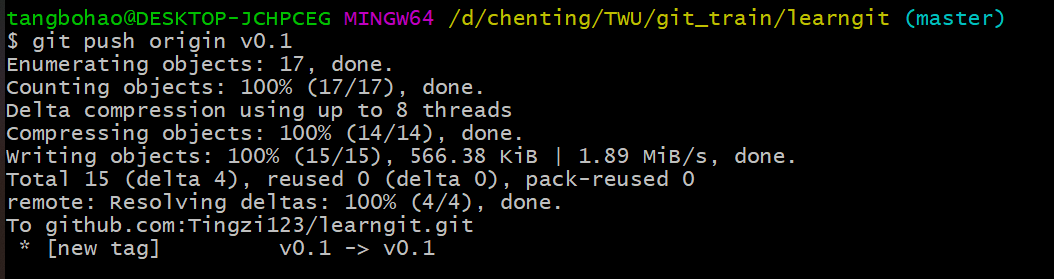 tangbohao@DESKTOP-JCHPCEG MINGW64 /d/chenting/TWU/git_train/learngit (master)
$ git push origin v0.1
Enumerating objects: 17, done.
Counting objects: 100% (17/17), done.
Delta compression using up to 8 threads
Compressing objects: 100% (14/14), done.
Writing objects: 100% (15/15), 566.38 KiB | 1.89 MiB/s, done.
Total 15 (delta 4), reused 0 (delta 0), pack-reused 0
remote: Resolving deltas: 100% (4/4), done.
To github.com:Tingzi123/learngit.git
 * [new tag]         v0.1 -> v0.1